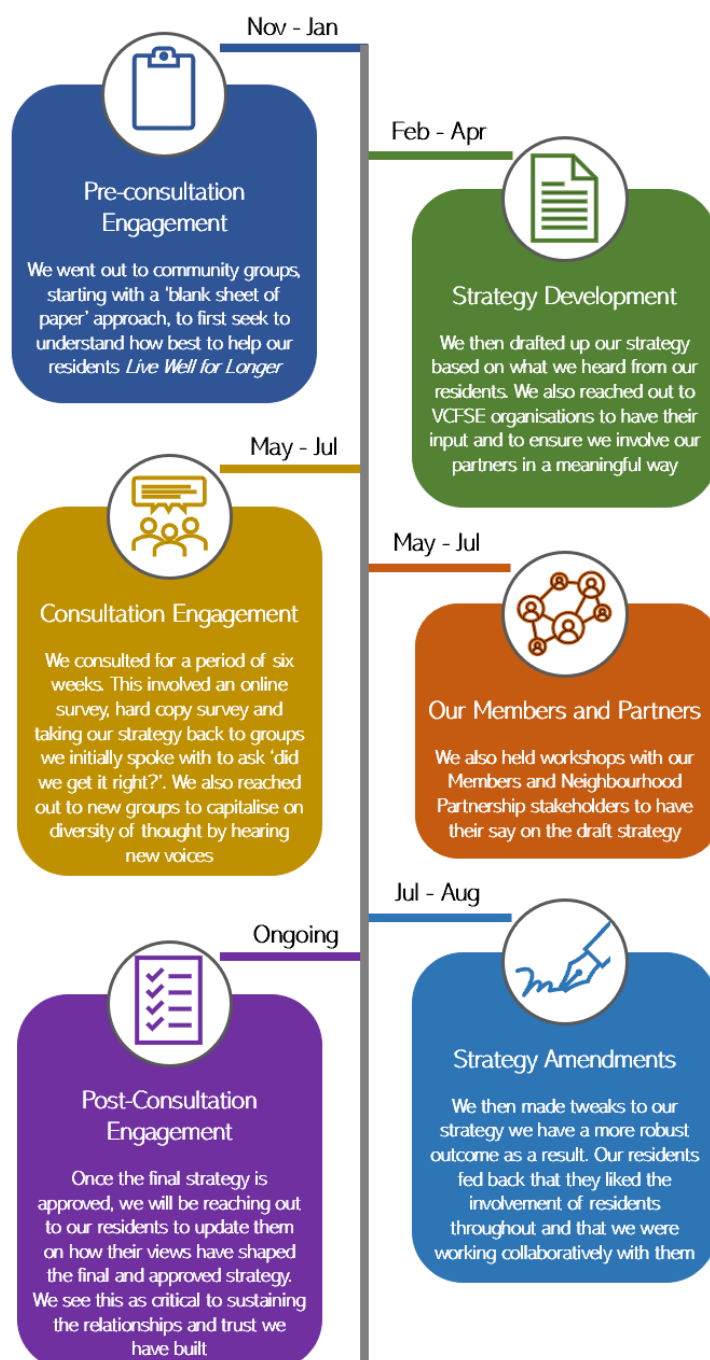 Nov - Jan
Pre-consultation
Engagement
We went out to community groups,
starting with a 'blank sheet of
paper' approach, to first seek to
understand how best to help our
residents Live Well for Longer
Feb - Apr
Strategy Development
We then drafted up our strategy
based on what we heard from our
residents. We also reached out to
VCFSE organisations to have their
input and to ensure we involve our
partners in a meaningful way
May - Jul
Consultation Engagement
We consulted for a period of six
weeks. This involved an online
survey, hard copy survey and
taking our strategy back to groups
we initially spoke with to ask 'did
we get it right?'. We also reached
out to new groups to capitalise on
diversity of thought by hearing
new voices
May - Jul
Our Members and Partners
We also held workshops with our
Members and Neighbourhood
Partnership stakeholders to have
their say on the draft strategy
Jul - Aug
Strategy Amendments
We then made tweaks to our
strategy we have a more robust
outcome as a result. Our residents
fed back that they liked the
involvement of residents
throughout and that we were
working collaboratively with them
Ongoing
Post-Consultation
Engagement
Once the final strategy is
approved, we will be reaching out
to our residents to update them
on how their views have shaped
the final and approved strategy.
We see this as critical to sustaining
the relationships and trust we
have built